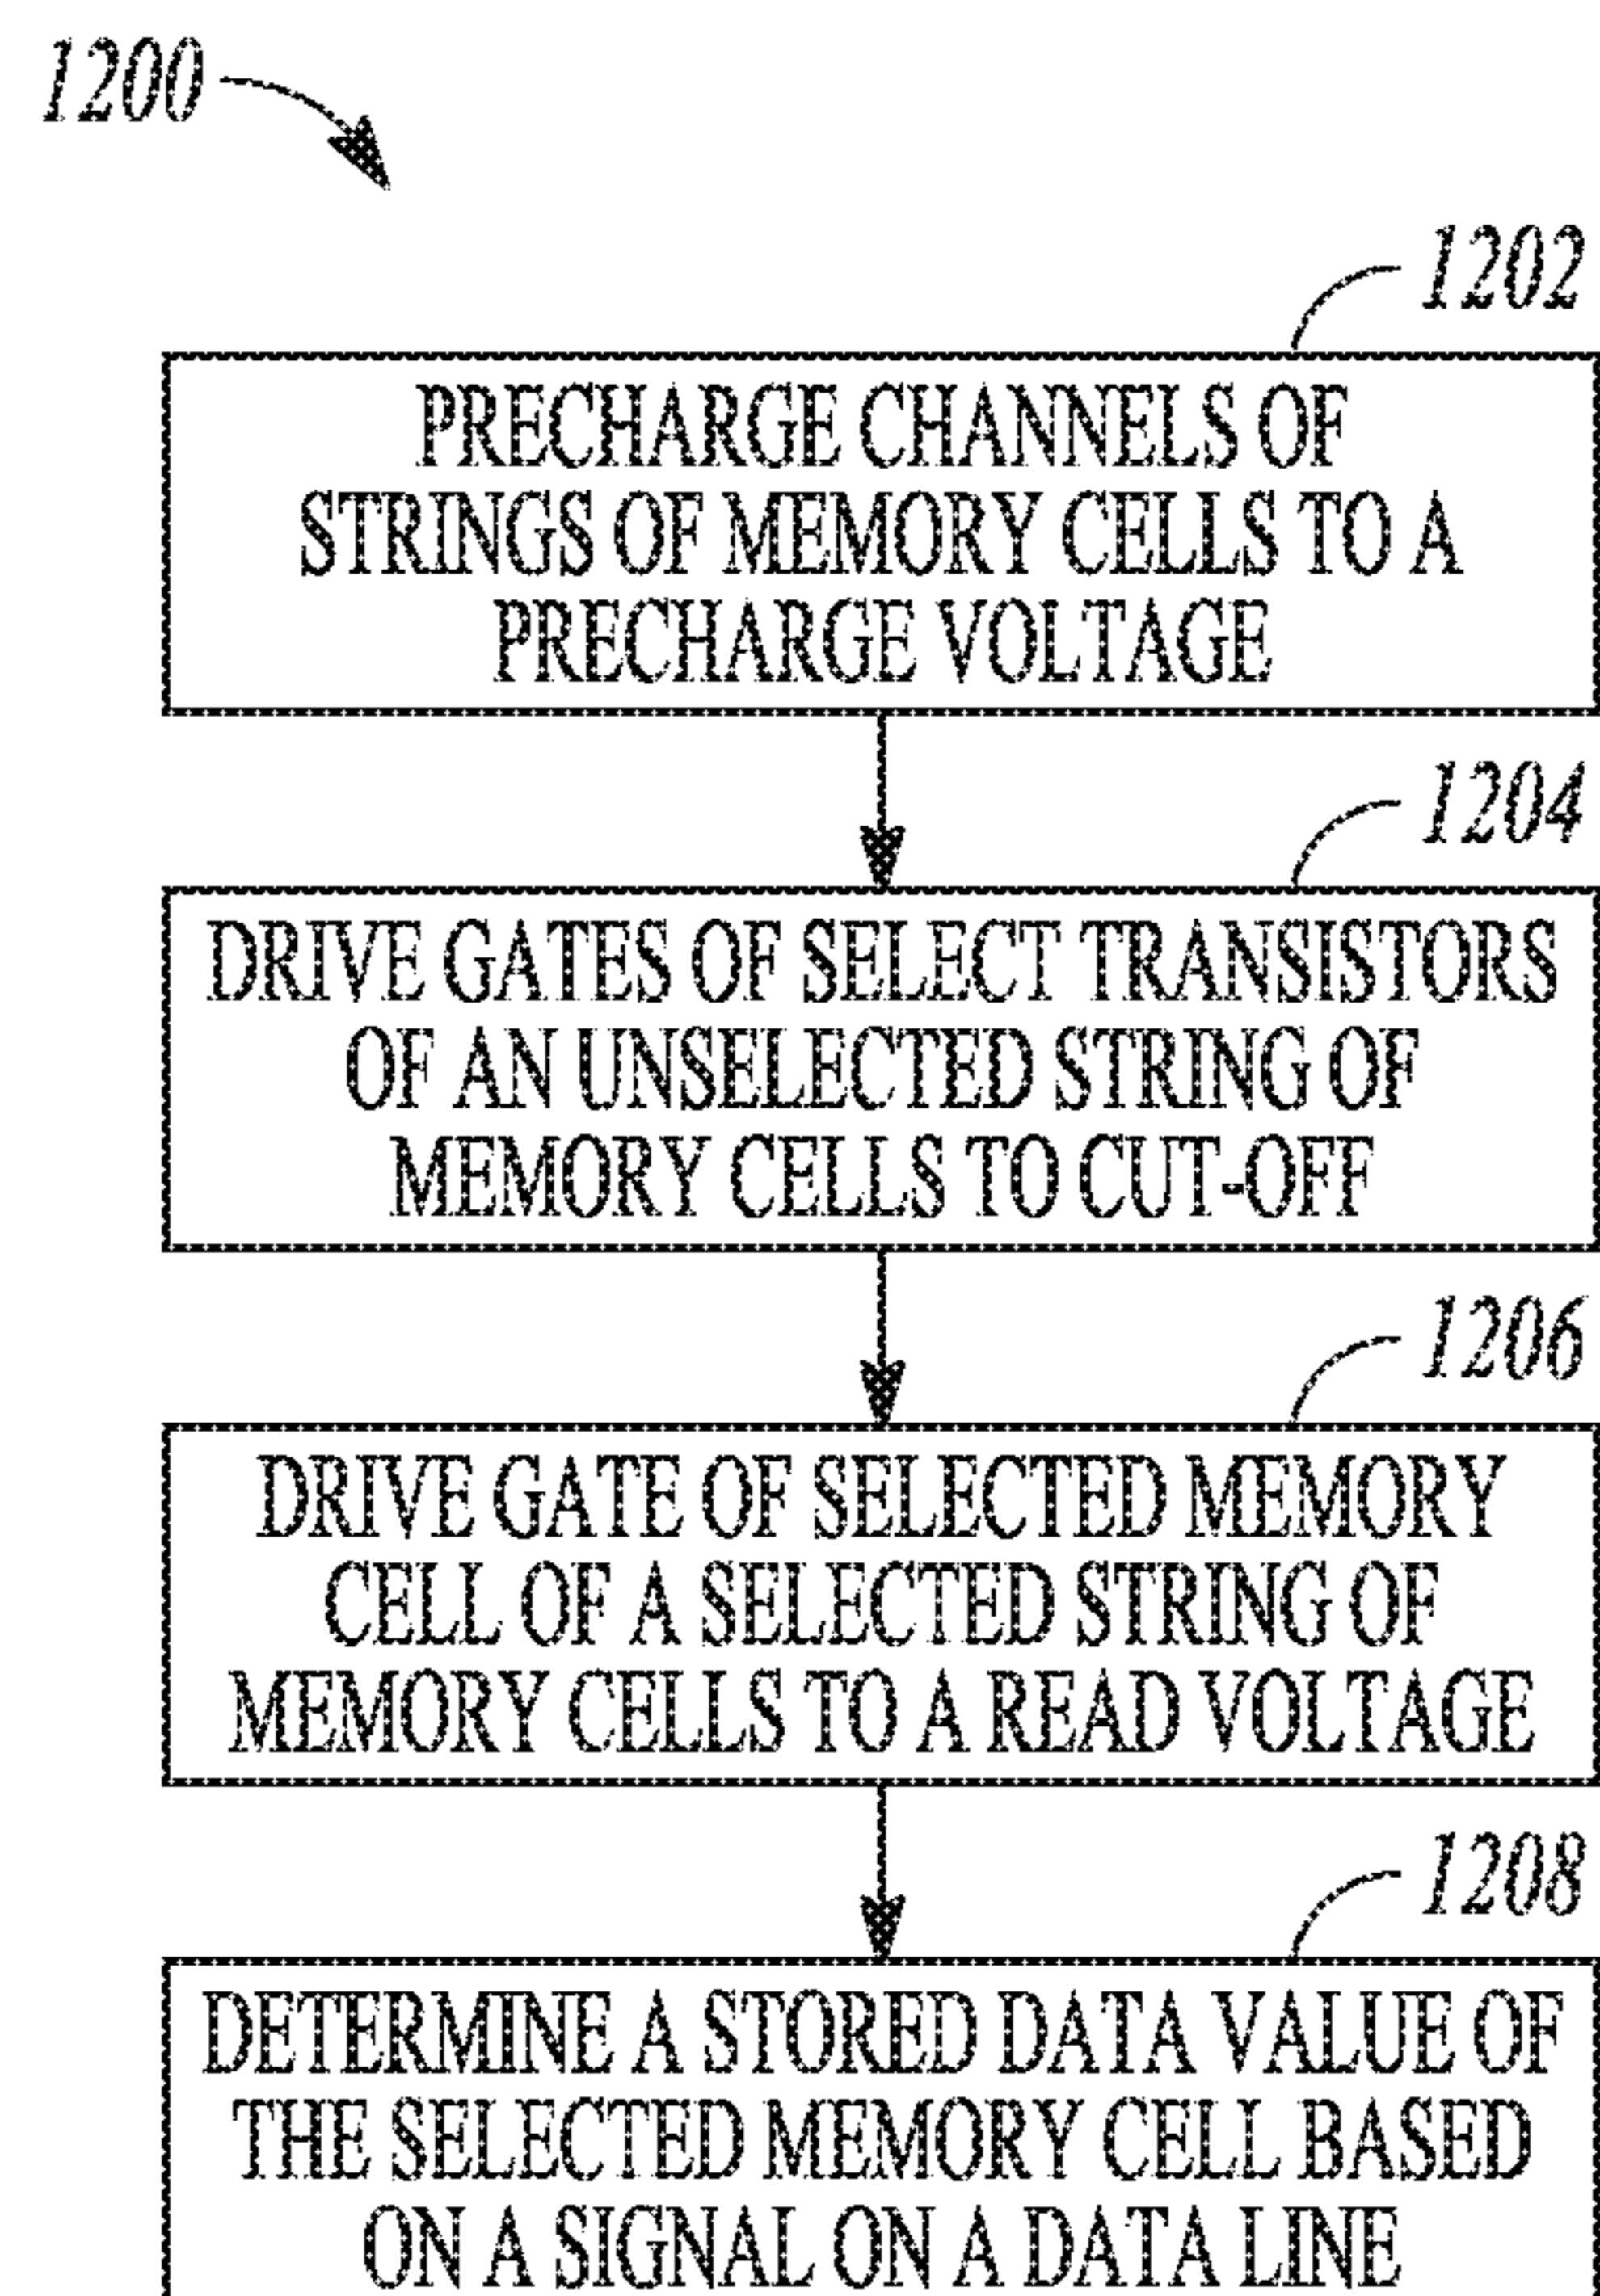 1200
1202
PRECHARGE CHANNELS OF
STRINGS OF MEMORY CELLS TO A
PRECHARGE VOLTAGE
1204
DRIVE GATES OF SELECT TRANSISTORS
OF AN UNSELECTED STRING OF
MEMORY CELLS TO CUT-OFF
1206
DRIVE GATE OF SELECTED MEMORY
CELL OF A SELECTED STRING OF
MEMORY CELLS TO A READ VOLTAGE
1208
DETERMINE A STORED DATA VALUE OF
THE SELECTED MEMORY CELL BASED
ON A SIGNAL ON A DATA LINE